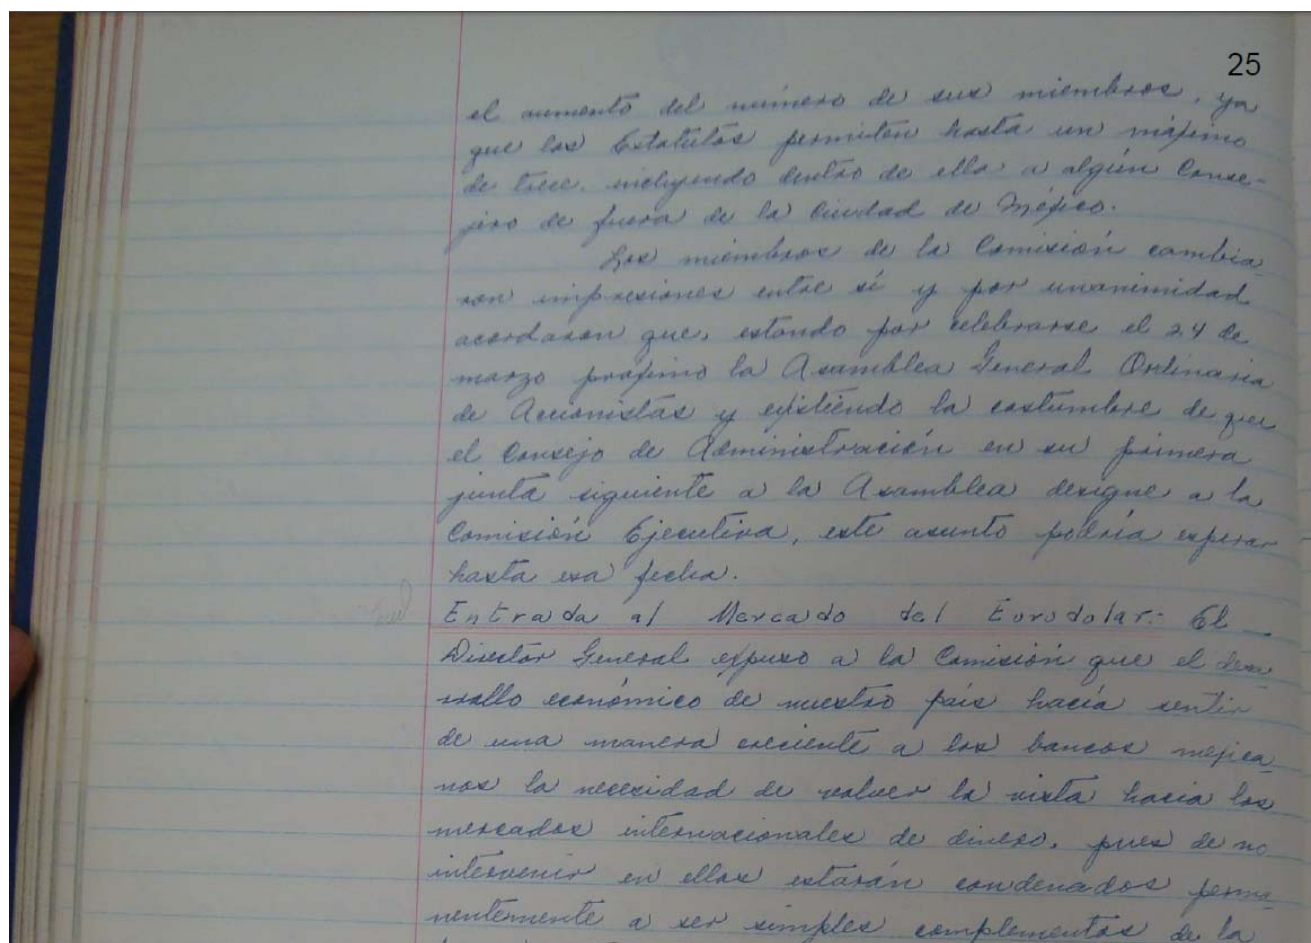 25
el aumento del número de sus miembros, ya
que los Estatutos permiten hasta un máximo
de trece, incluyendo dentro de ella a algún Conse-
jero de fuera de la Ciudad de México.
Los miembros de la Comisión cambia-
ron impresiones entre sí y por unanimidad
acordaron que, estando por celebrarse el 24 de
marzo próximo la Asamblea General Ordinaria
de Accionistas y existiendo la costumbre de que
el Consejo de Administración en su primera
junta siguiente a la Asamblea designe a la
Comisión Ejecutiva, este asunto podría esperar
hasta esa fecha.
Entrada al Mercado del Eurodolar:- El
Director General expuso a la Comisión que el desa-
rrollo económico de nuestro país hacía sentir
de una manera creciente a los bancos mexica-
nos la necesidad de volver la vista hacia los
mercados internacionales de dinero, pues de no
intervenir en ellos estarán condenados perma-
nentemente a ser simples complementos de la